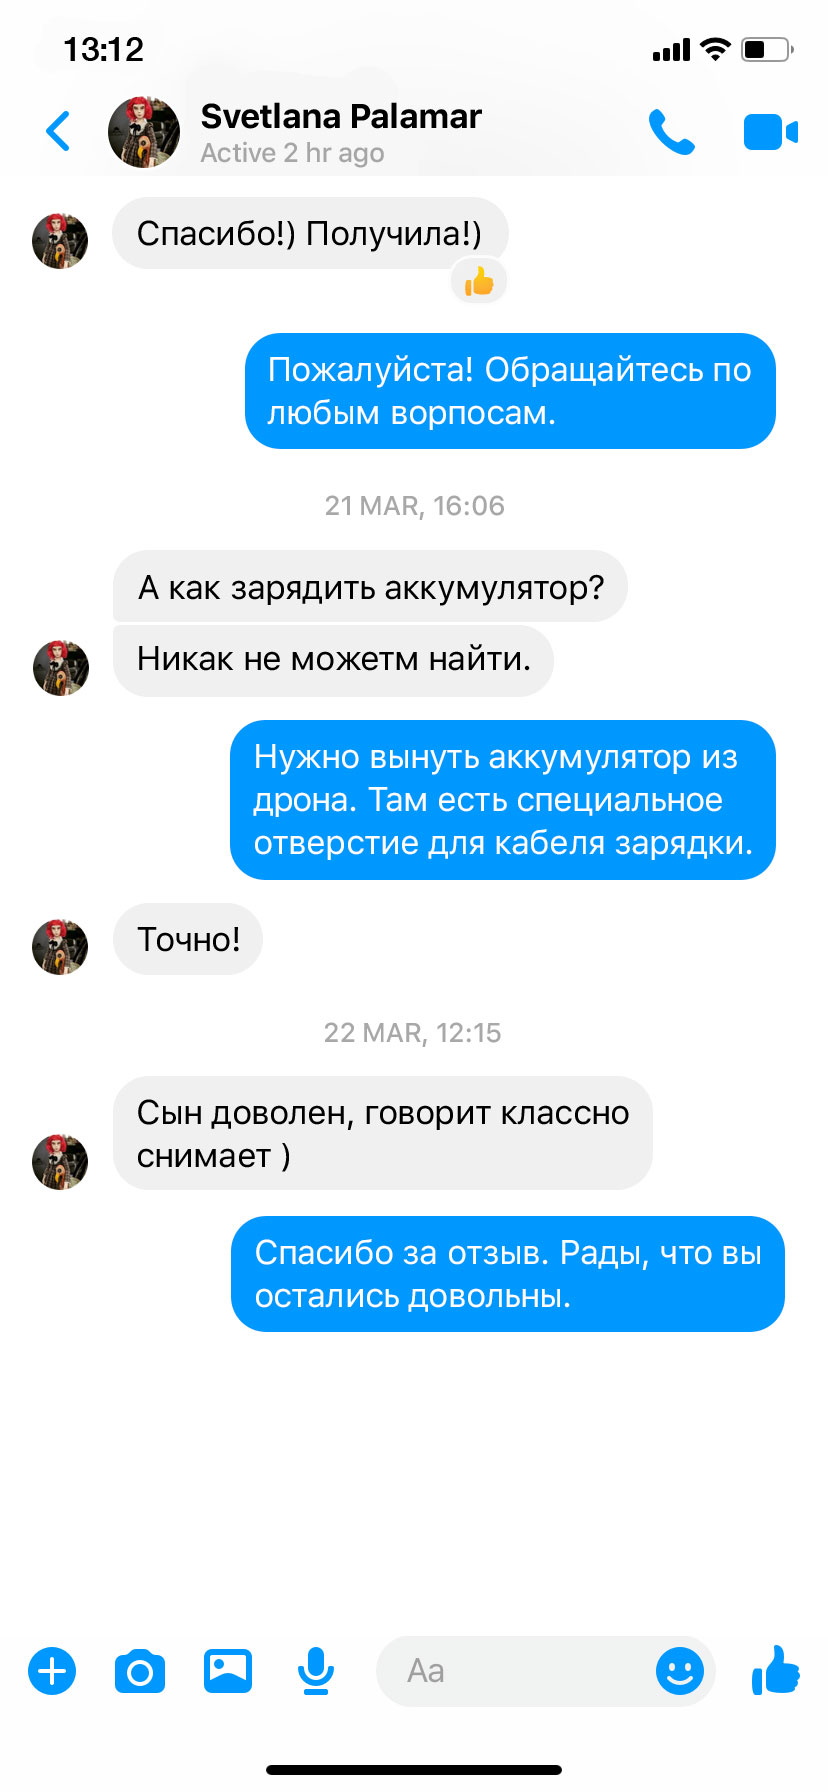 13:12
Svetlana Palamar
Active 2 hr ago
Спасибо!) Получила!)
Пожалуйста! Обращайтесь по
любым ворпосам.
21 MAR, 16:06
А как зарядить аккумулятор?
Никак не можетм найти.
Нужно вынуть аккумулятор из
дрона. Там есть специальное
отверстие для кабеля зарядки.
Точно!
22 MAR, 12:15
Сын доволен, говорит классно
снимает )
Спасибо за отзыв. Рады, что вы
остались довольны.
Aa